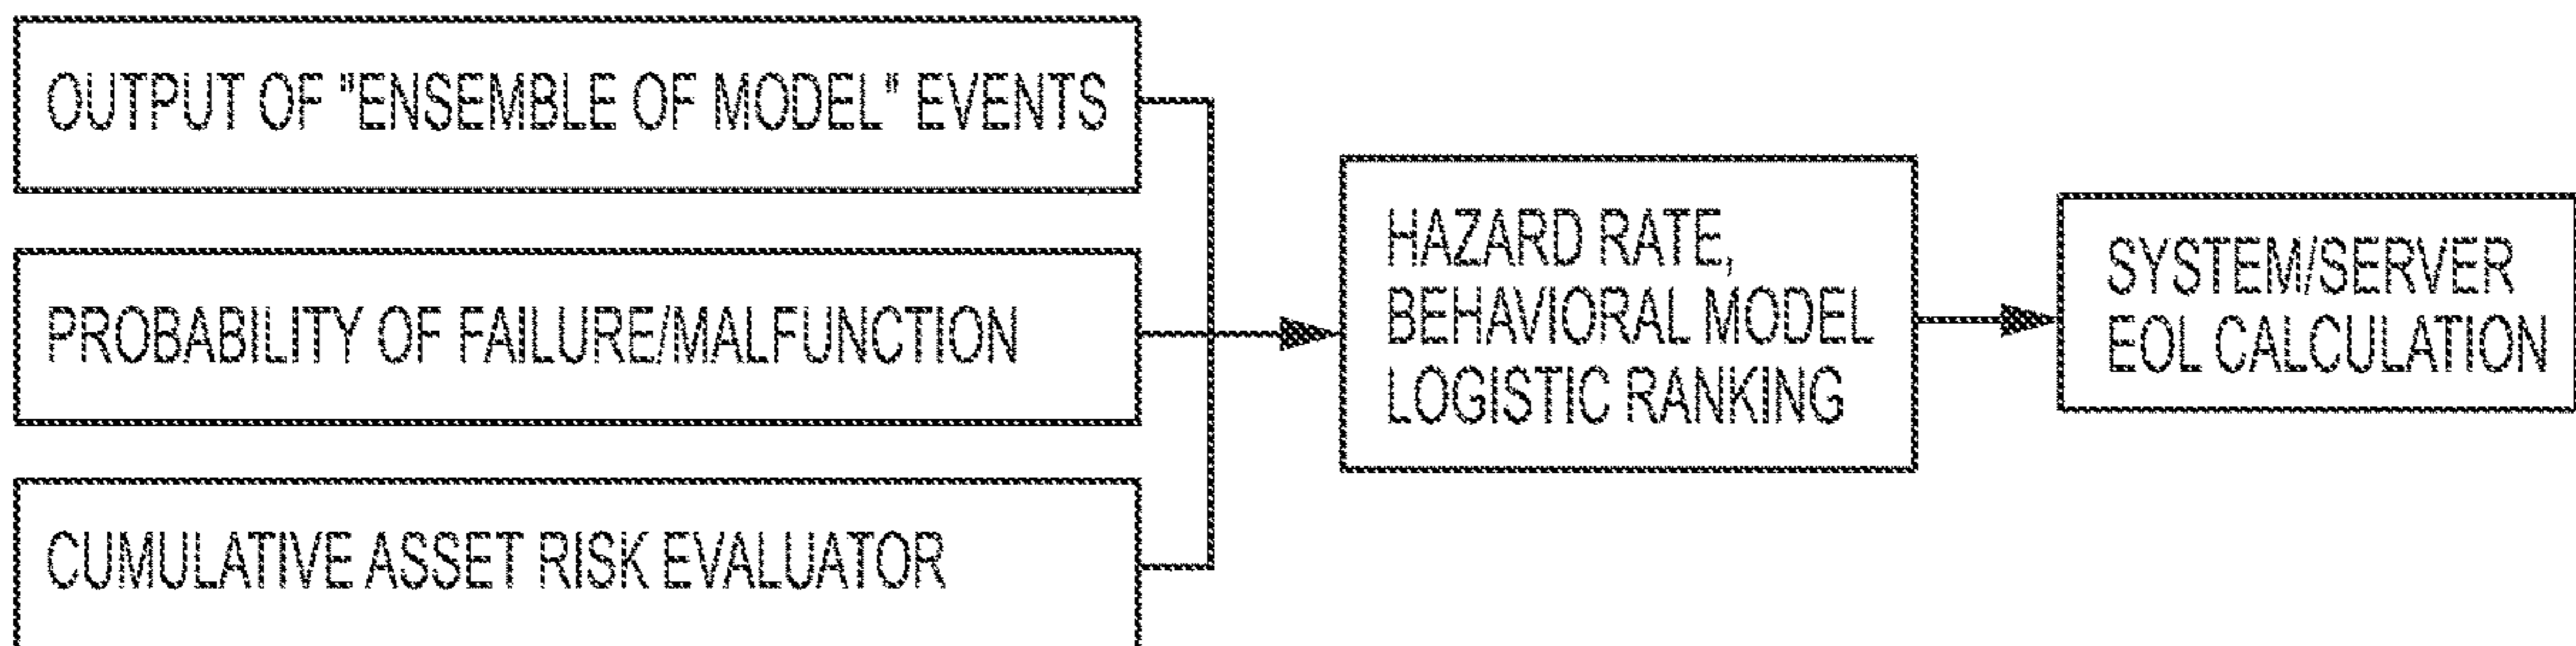 OUTPUT OF "ENSEMBLE OF MODEL" EVENTS
PROBABILITY OF FAILURE/MALFUNCTION
CUMULATIVE ASSET RISK EVALUATOR
HAZARD RATE,
BEHAVIORAL MODEL
LOGISTIC RANKING
SYSTEM/SERVER
EOL CALCULATION